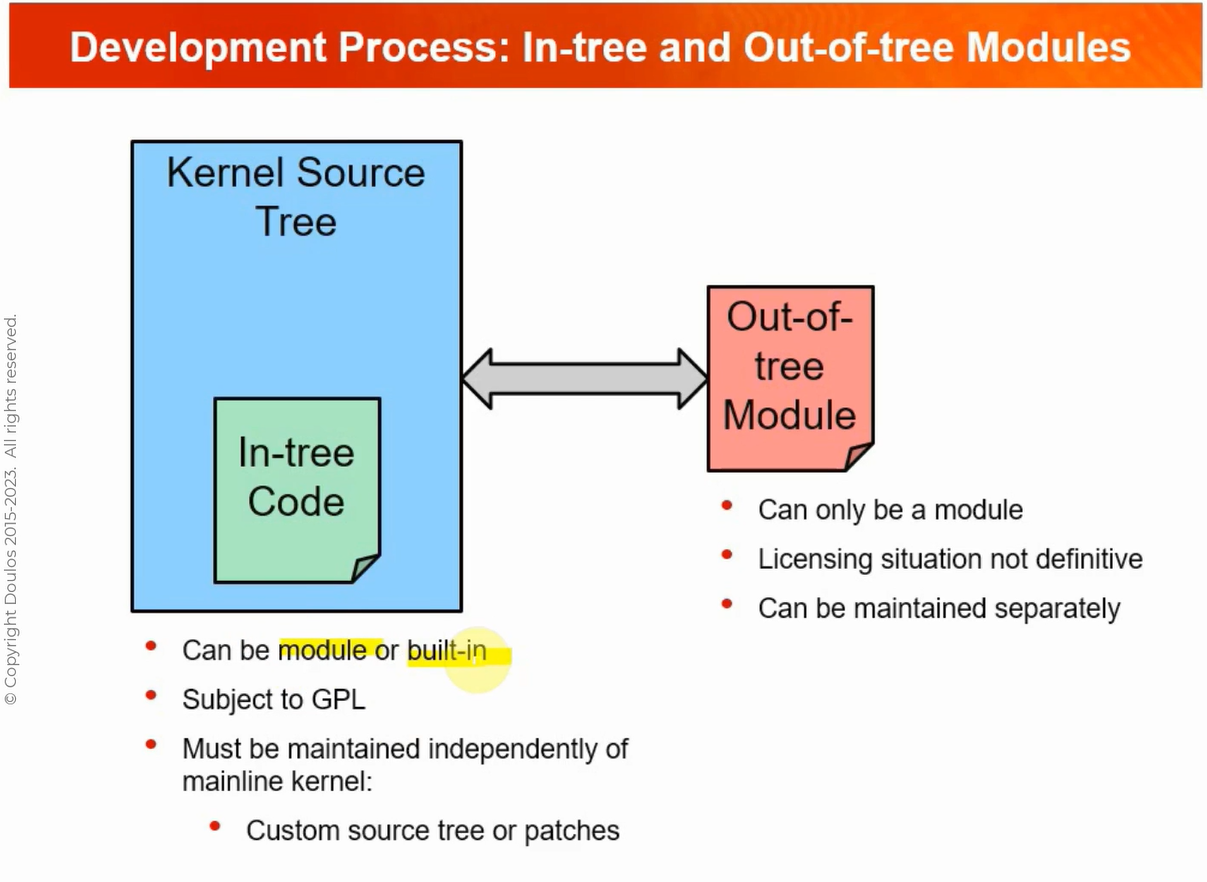 Development Process: In-tree and Out-of-tree Modules
Kernel Source
Tree
In-tree
Code
Out-of-
tree
Module
• Can only be a module
• Licensing situation not definitive
• Can be maintained separately
• Can be module or built-in
• Subject to GPL
• Must be maintained independently of
mainline kernel:
• Custom source tree or patches
© Copyright Doulos 2015-2023. All rights reserved.